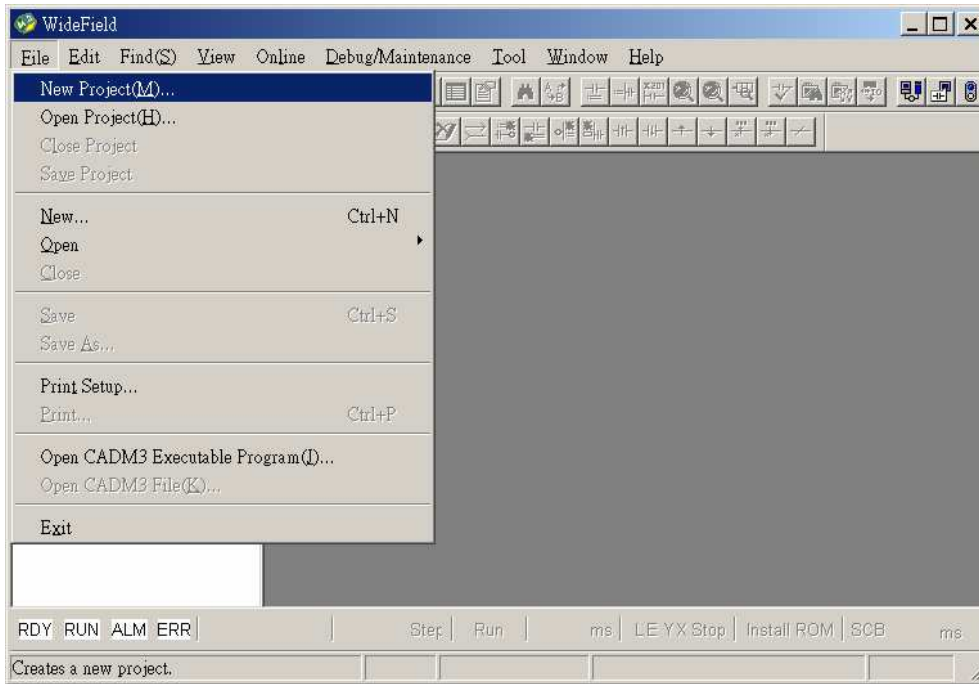 WideField
File Edit Find(S) View Online Debug/Maintenance Tool Window Help
New Project(M)...
Open Project(H)...
Close Project
Save Project
New... Ctrl+N
Open
Close
Save Ctrl+S
Save As...
Print Setup...
Print... Ctrl+P
Open CADM3 Executable Program(J)...
Open CADM3 File(K)...
Exit
RDY RUN ALM ERR Step Run ms LE YX Stop Install ROM SCB ms
Creates a new project.